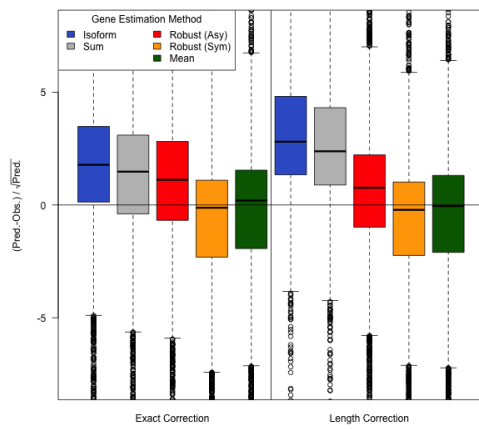 Gene Estimation Method
Isoform
Sum
Robust (Asy)
Robust (Sym)
Mean
5
0
-5
(Pred.-Obs.) / √Pred.
Exact Correction
Length Correction